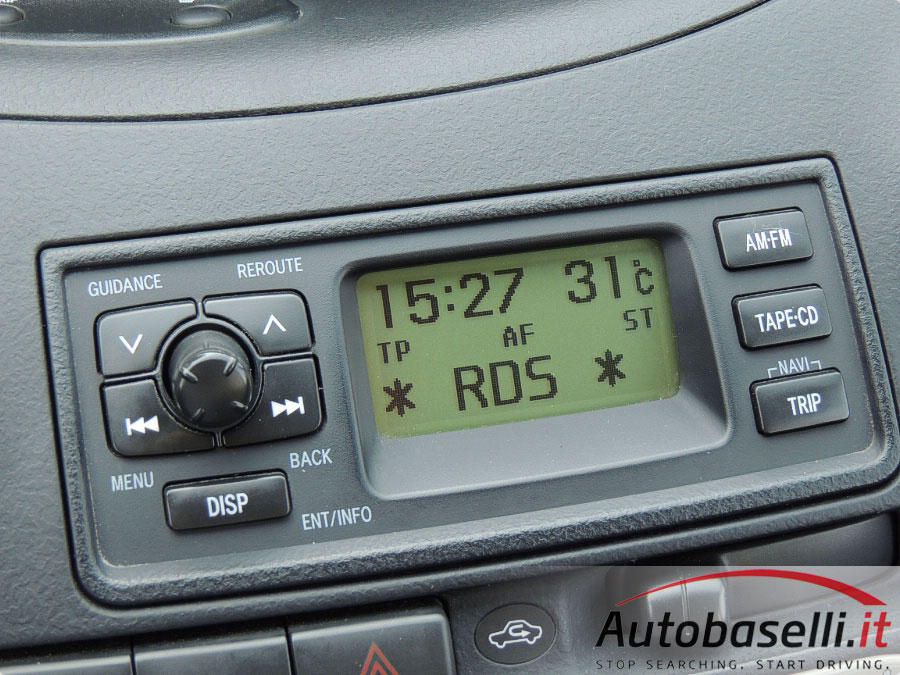 GUIDANCE
REROUTE
MENU
BACK
DISP
ENT/INFO
15:27 31°C
TP AF ST
* RDS *
AM·FM
TAPE·CD
NAVI
TRIP
Autobaselli.it
STOP SEARCHING. START DRIVING.